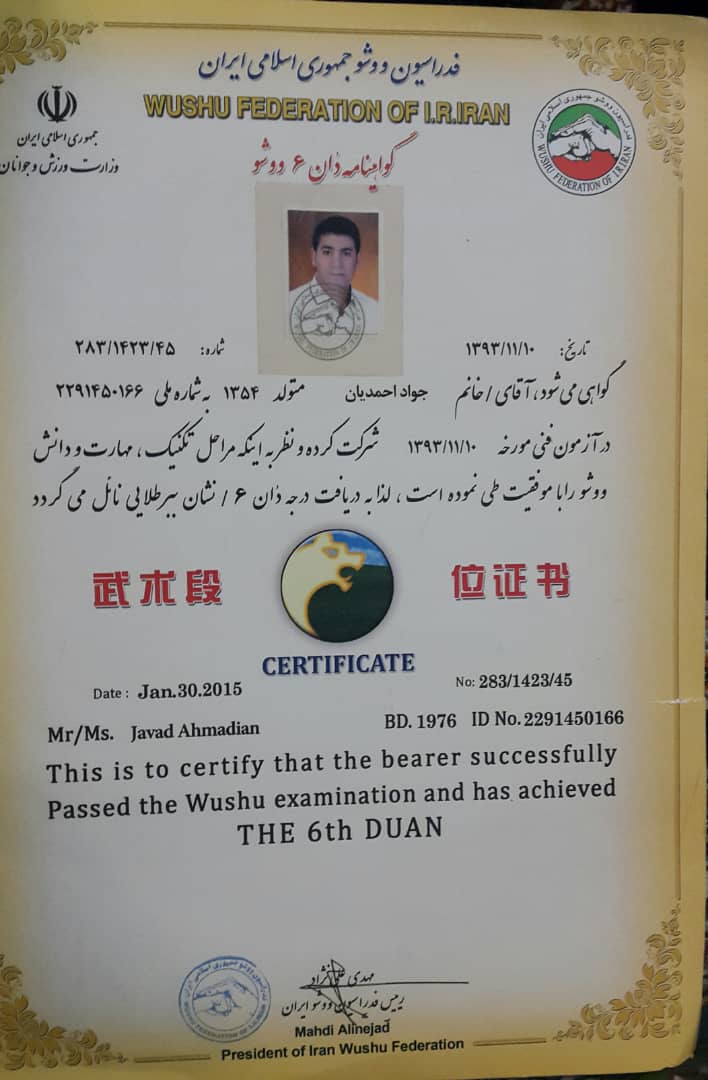 فدراسیون ووشو جمهوری اسلامی ایران
WUSHU FEDERATION OF I.R.IRAN
جمهوری اسلامی ایران
وزارت ورزش و جوانان
فدراسیون ووشو جمهوری اسلامی ایران
WUSHU FEDERATION OF I.R.IRAN
گواهینامه دان ۶ ووشو
تاریخ: ۱۳۹۳/۱۱/۱۰ شماره: ۲۸۳/۱۴۲۳/۴۵
گواهی می شود، آقای / خانم جواد احمدیان متولد ۱۳۵۴ به شماره ملی ۲۲۹۱۴۵۰۱۶۶
در آزمون فنی مورخه ۱۳۹۳/۱۱/۱۰ شرکت کرده و نظر به اینکه مراحل تکنیک، مهارت و دانش
ووشو را با موفقیت طی نموده است، لذا به دریافت درجه دان ۶ / نشان ببر طلایی نائل می گردد
武术段 位证书
CERTIFICATE
Date : Jan.30.2015 No: 283/1423/45
Mr/Ms. Javad Ahmadian BD. 1976 ID No. 2291450166
This is to certify that the bearer successfully
Passed the Wushu examination and has achieved
THE 6th DUAN
مهدی علی نژاد
رییس فدراسیون ووشو ایران
Mahdi Alinejad
President of Iran Wushu Federation